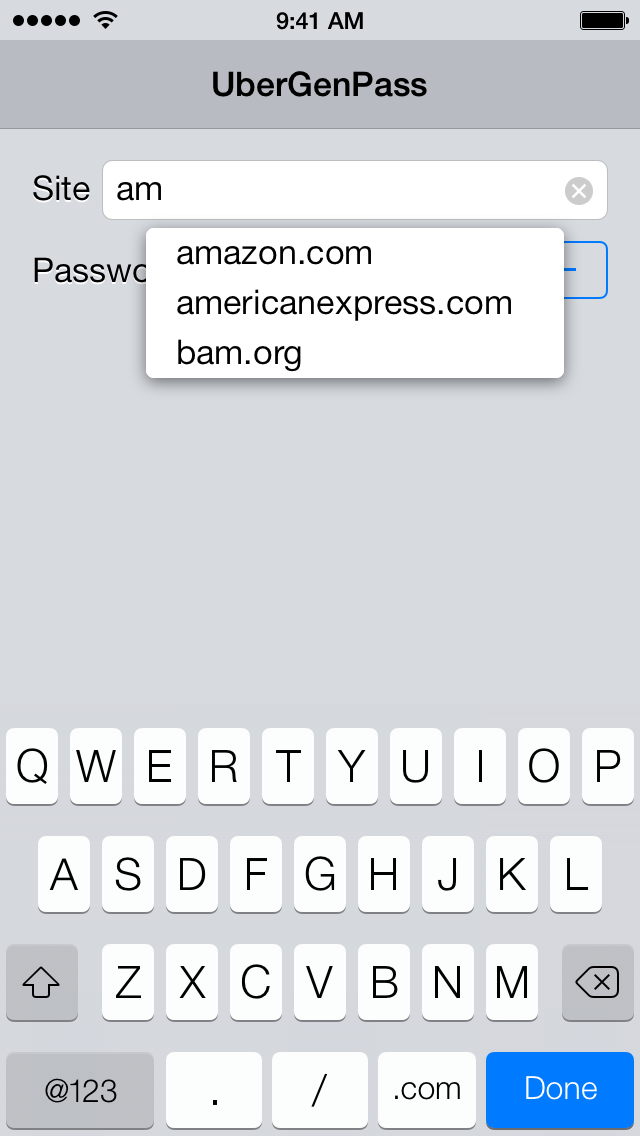 9:41 AM
UberGenPass
Site am
Passwo
amazon.com
americanexpress.com
bam.org
Q W E R T Y U I O P
A S D F G H J K L
Z X C V B N M
@123 . / .com Done